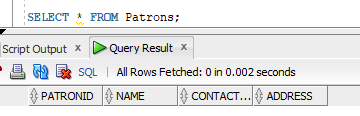 SELECT * FROM Patrons;
Script Output × Query Result ×
SQL | All Rows Fetched: 0 in 0.002 seconds
PATRONID NAME CONTACT... ADDRESS